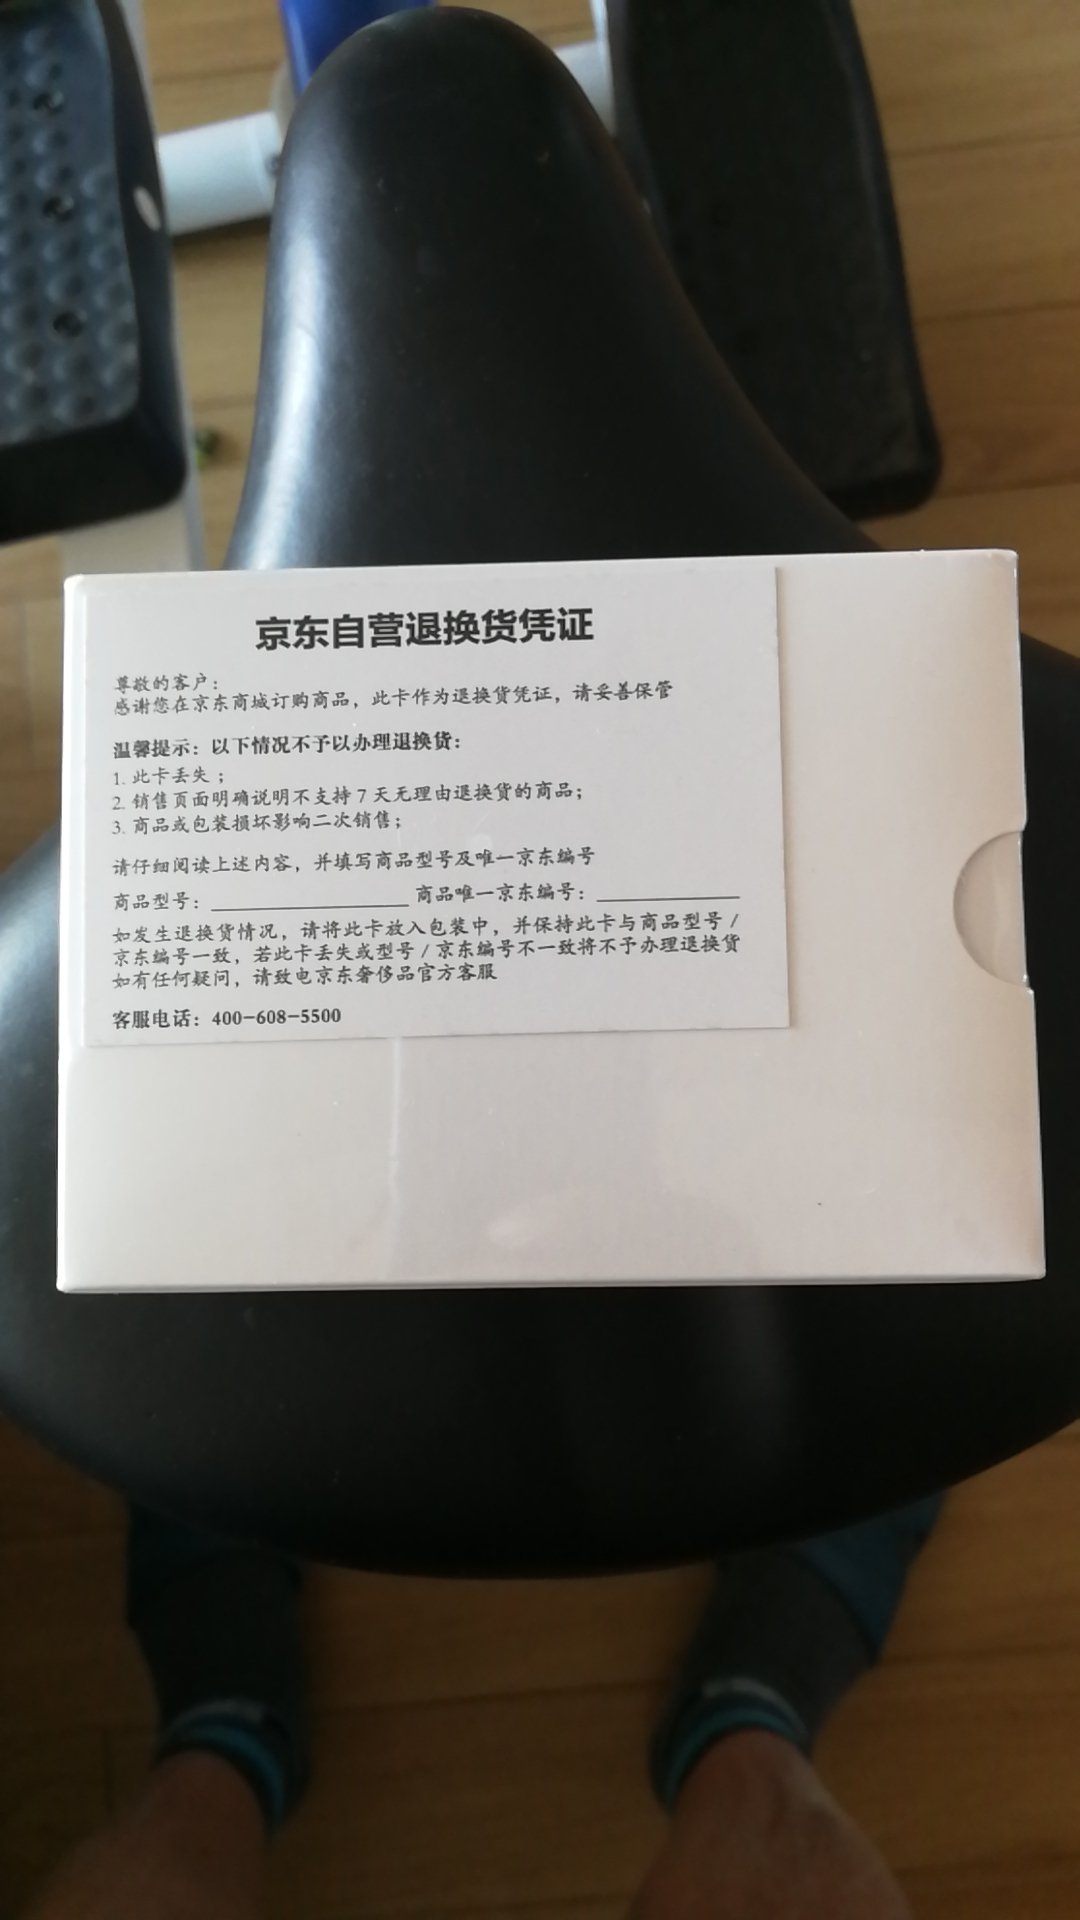 京东自营退换货凭证
尊敬的客户：
感谢您在京东商城订购商品，此卡作为退换货凭证，请妥善保管
温馨提示：以下情况不予以办理退换货：
1. 此卡丢失；
2. 销售页面明确说明不支持 7 天无理由退换货的商品；
3. 商品或包装损坏影响二次销售；
请仔细阅读上述内容，并填写商品型号及唯一京东编号
商品型号：____________________ 商品唯一京东编号：______________
如发生退换货情况，请将此卡放入包装中，并保持此卡与商品型号 /
京东编号一致，若此卡丢失或型号 / 京东编号不一致将不予办理退换货
如有任何疑问，请致电京东奢侈品官方客服
客服电话：400-608-5500